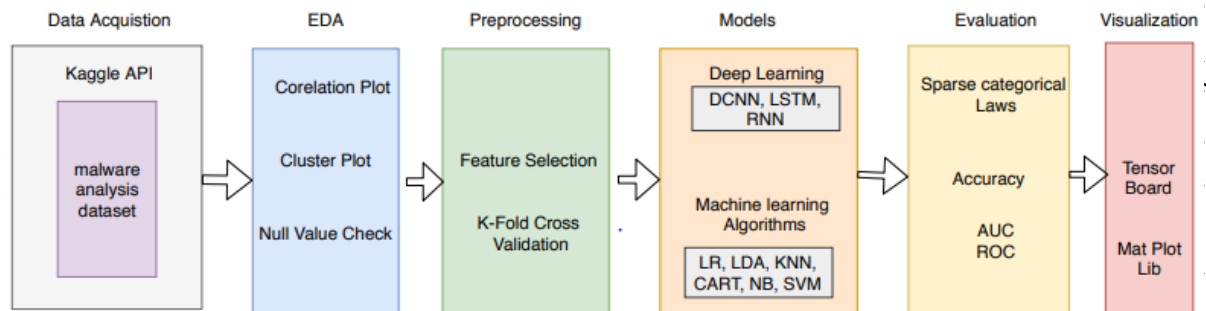 Data Acquistion
EDA
Preprocessing
Models
Evaluation
Visualization
Kaggle API
malware
analysis
dataset
Corelation Plot
Cluster Plot
Null Value Check
Feature Selection
K-Fold Cross
Validation
Deep Learning
DCNN, LSTM,
RNN
Machine learning
Algorithms
LR, LDA, KNN,
CART, NB, SVM
Sparse categorical
Laws
Accuracy
AUC
ROC
Tensor
Board
Mat Plot
Lib